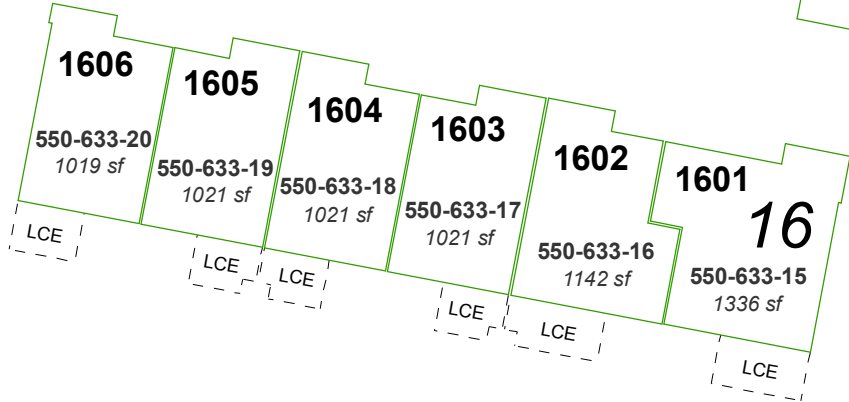 1606
550-633-20
1019 sf
LCE
1605
550-633-19
1021 sf
LCE
1604
550-633-18
1021 sf
LCE
1603
550-633-17
1021 sf
LCE
1602
550-633-16
1142 sf
LCE
1601
16
550-633-15
1336 sf
LCE